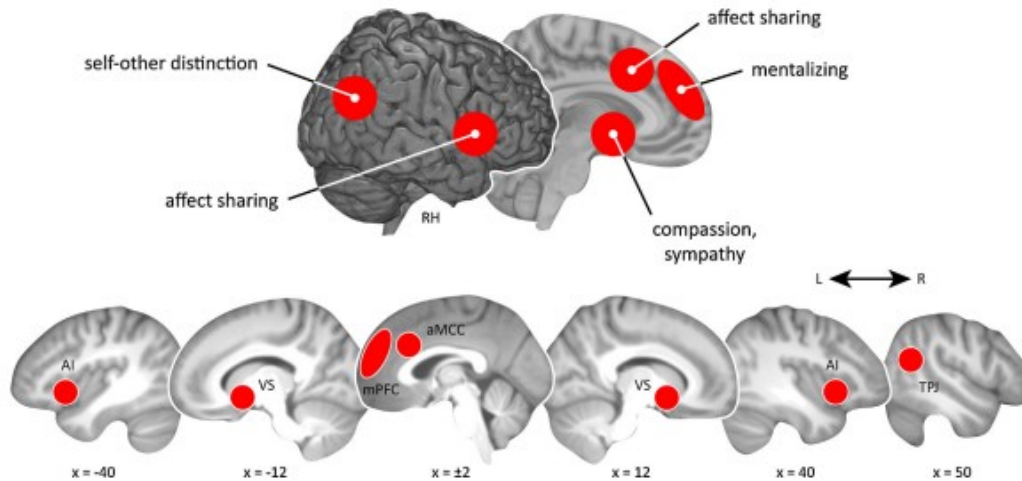 affect sharing
self-other distinction
mentalizing
affect sharing
RH
compassion,
sympathy
L R
AI
VS
aMCC
mPFC
VS
AI
TPJ
x = -40
x = -12
x = ±2
x = ± 12
x = 40
x = 50